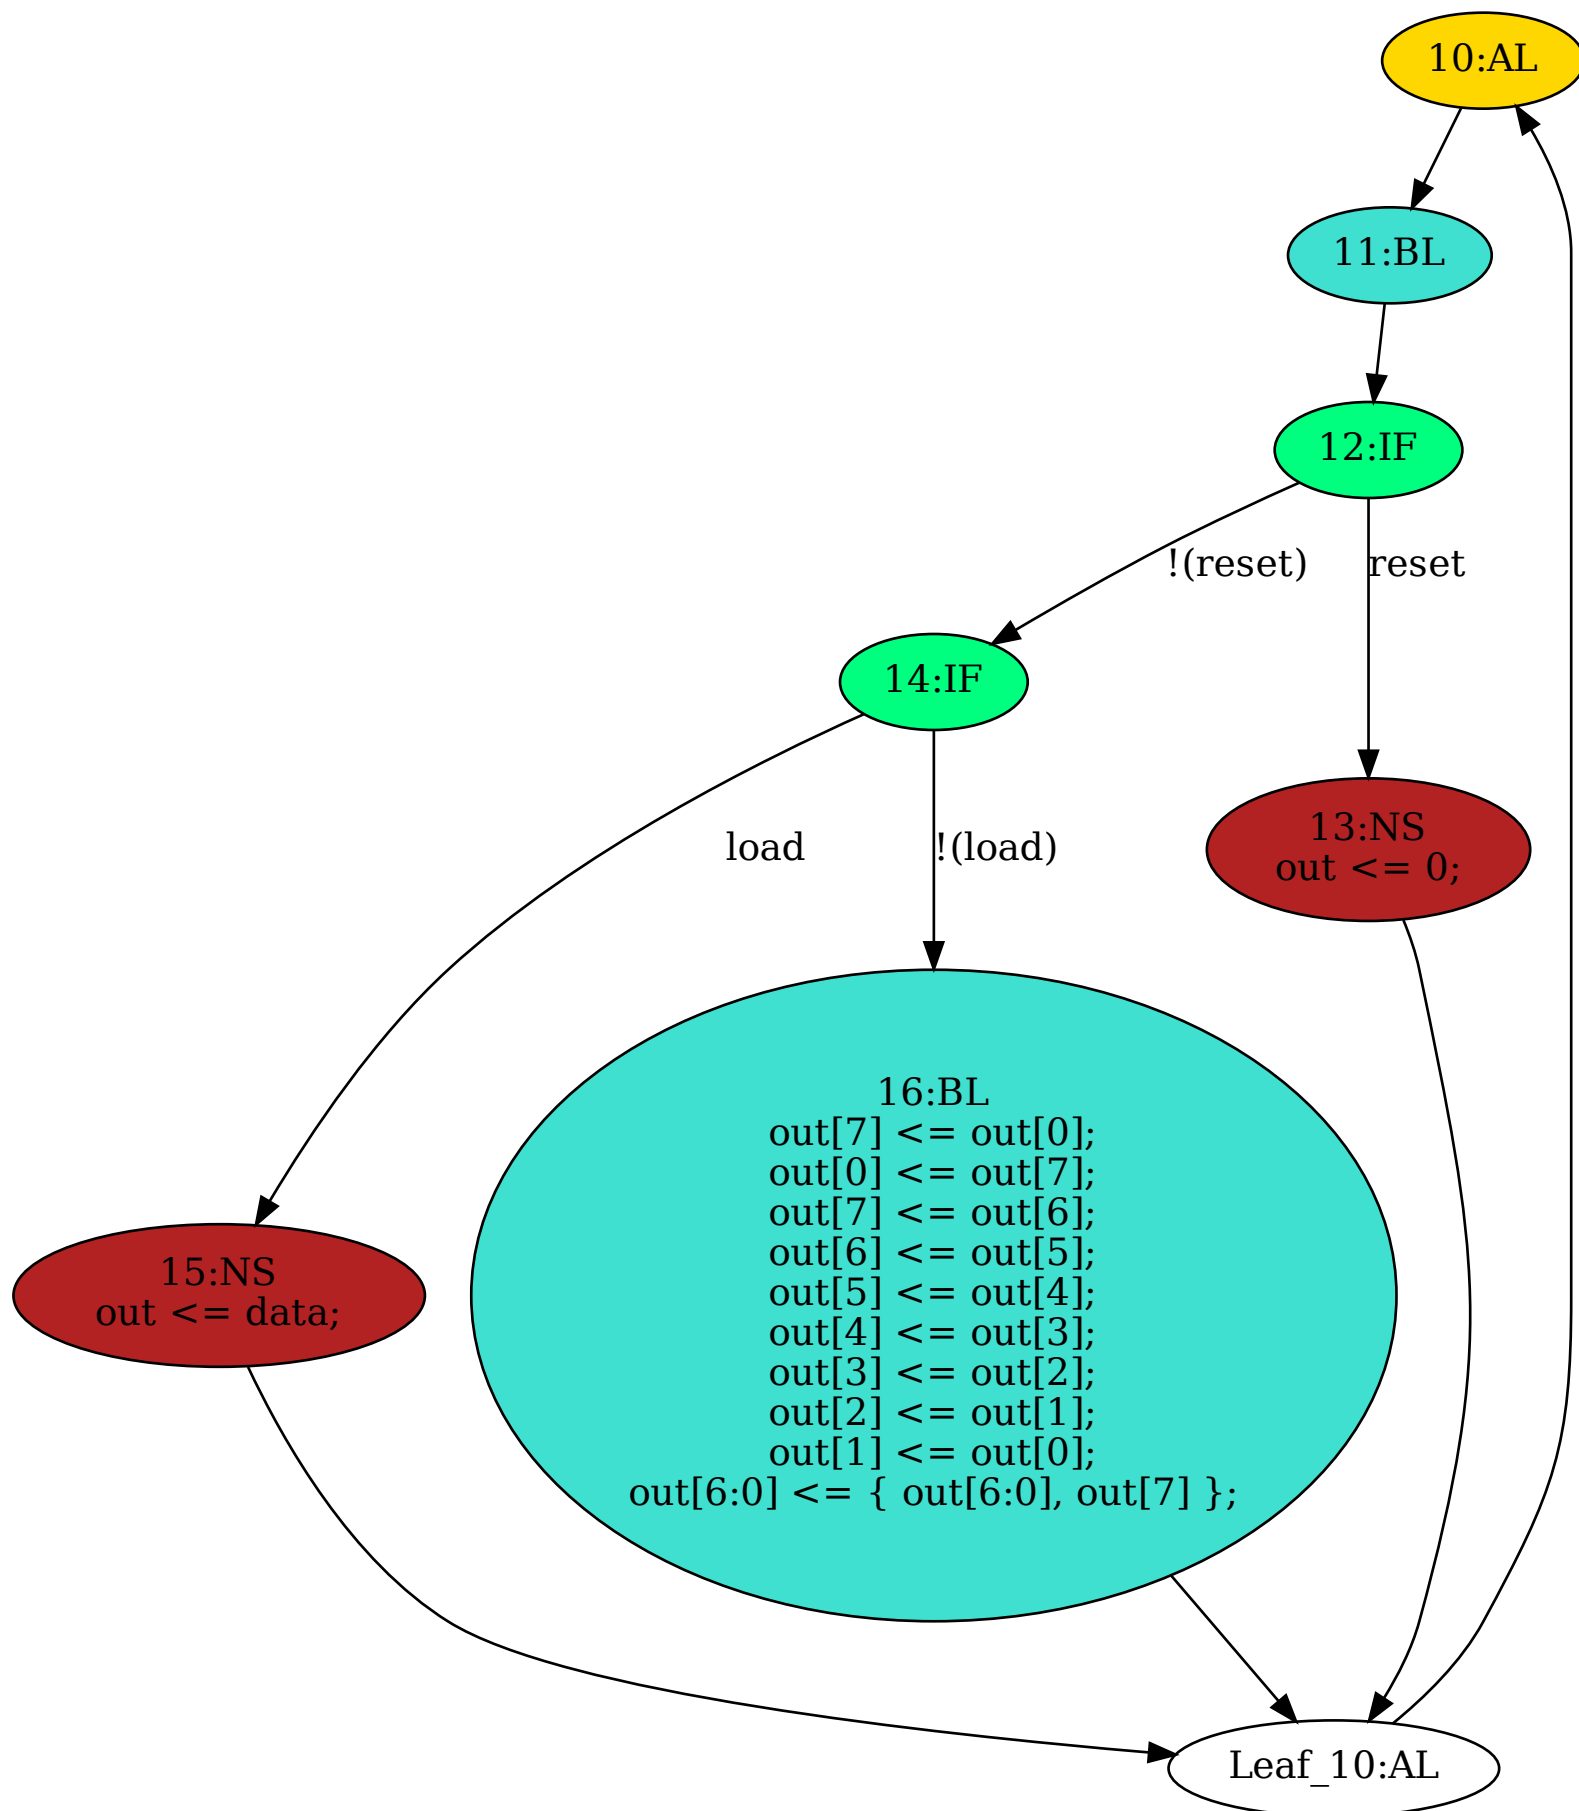 10:AL
11:BL
12:IF
!(reset)
reset
14:IF
13:NS
out <= 0;
load
!(load)
16:BL
out[7] <= out[0];
out[0] <= out[7];
out[7] <= out[6];
out[6] <= out[5];
out[5] <= out[4];
out[4] <= out[3];
out[3] <= out[2];
out[2] <= out[1];
out[1] <= out[0];
out[6:0] <= { out[6:0], out[7] };
15:NS
out <= data;
Leaf_10:AL